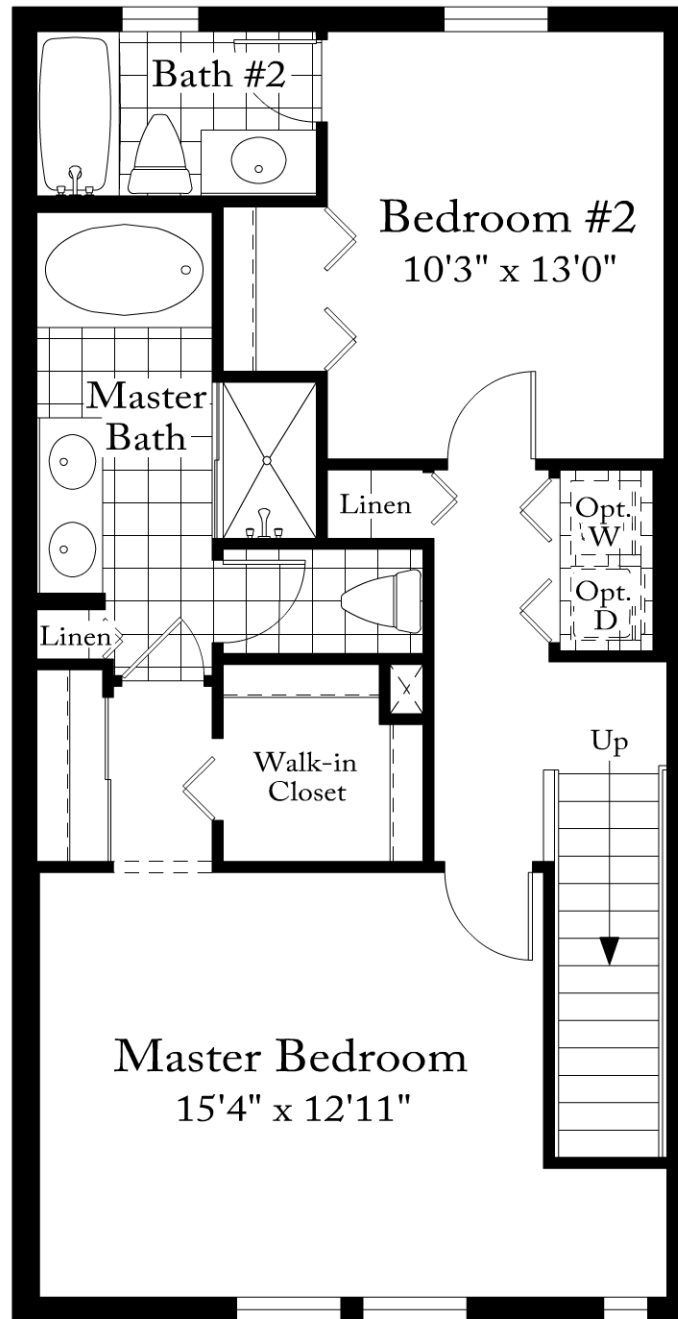 Bath #2
Bedroom #2
10'3" x 13'0"
Master
Bath
Linen
Opt.
W
Opt.
D
Linen
Walk-in
Closet
Up
Master Bedroom
15'4" x 12'11"